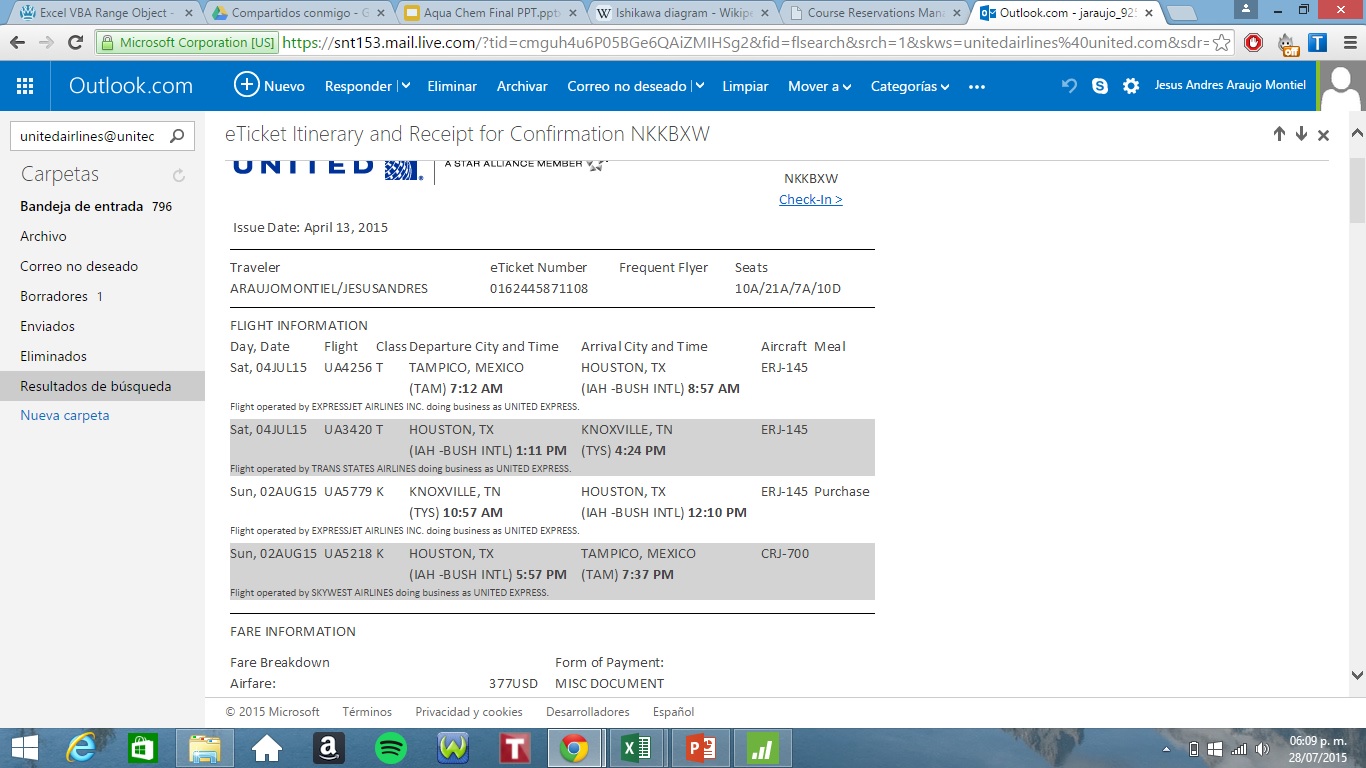 Excel VBA Range Object -
Compartidos conmigo - G
Aqua Chem Final PPT.pptx
Ishikawa diagram - Wikipe
Course Reservations Mana
Outlook.com - jaraujo_925
Microsoft Corporation [US]
https://snt153.mail.live.com/?tid=cmguh4u6P05BGe6QAiZMIHSg2&fid=flsearch&srch=1&skws=unitedairlines%40united.com&sdr=
off
T
Outlook.com
Nuevo
Responder
Eliminar
Archivar
Correo no deseado
Limpiar
Mover a
Categorías
Jesus Andres Araujo Montiel
unitedairlines@unitec
eTicket Itinerary and Receipt for Confirmation NKKBXW
Carpetas
Bandeja de entrada 796
Archivo
Correo no deseado
Borradores 1
Enviados
Eliminados
Resultados de búsqueda
Nueva carpeta
UNITED
A STAR ALLIANCE MEMBER
NKKBXW
Check-In >
Issue Date: April 13, 2015
Traveler eTicket Number Frequent Flyer Seats
ARAUJOMONTIEL/JESUSANDRES 0162445871108 10A/21A/7A/10D
FLIGHT INFORMATION
Day, Date Flight Class Departure City and Time Arrival City and Time Aircraft Meal
Sat, 04JUL15 UA4256 T TAMPICO, MEXICO HOUSTON, TX ERJ-145
(TAM) 7:12 AM (IAH -BUSH INTL) 8:57 AM
Flight operated by EXPRESSJET AIRLINES INC. doing business as UNITED EXPRESS.
Sat, 04JUL15 UA3420 T HOUSTON, TX KNOXVILLE, TN ERJ-145
(IAH -BUSH INTL) 1:11 PM (TYS) 4:24 PM
Flight operated by TRANS STATES AIRLINES doing business as UNITED EXPRESS.
Sun, 02AUG15 UA5779 K KNOXVILLE, TN HOUSTON, TX ERJ-145 Purchase
(TYS) 10:57 AM (IAH -BUSH INTL) 12:10 PM
Flight operated by EXPRESSJET AIRLINES INC. doing business as UNITED EXPRESS.
Sun, 02AUG15 UA5218 K HOUSTON, TX TAMPICO, MEXICO CRJ-700
(IAH -BUSH INTL) 5:57 PM (TAM) 7:37 PM
Flight operated by SKYWEST AIRLINES doing business as UNITED EXPRESS.
FARE INFORMATION
Fare Breakdown Form of Payment:
Airfare: 377USD MISC DOCUMENT
© 2015 Microsoft Términos Privacidad y cookies Desarrolladores Español
06:09 p. m.
28/07/2015